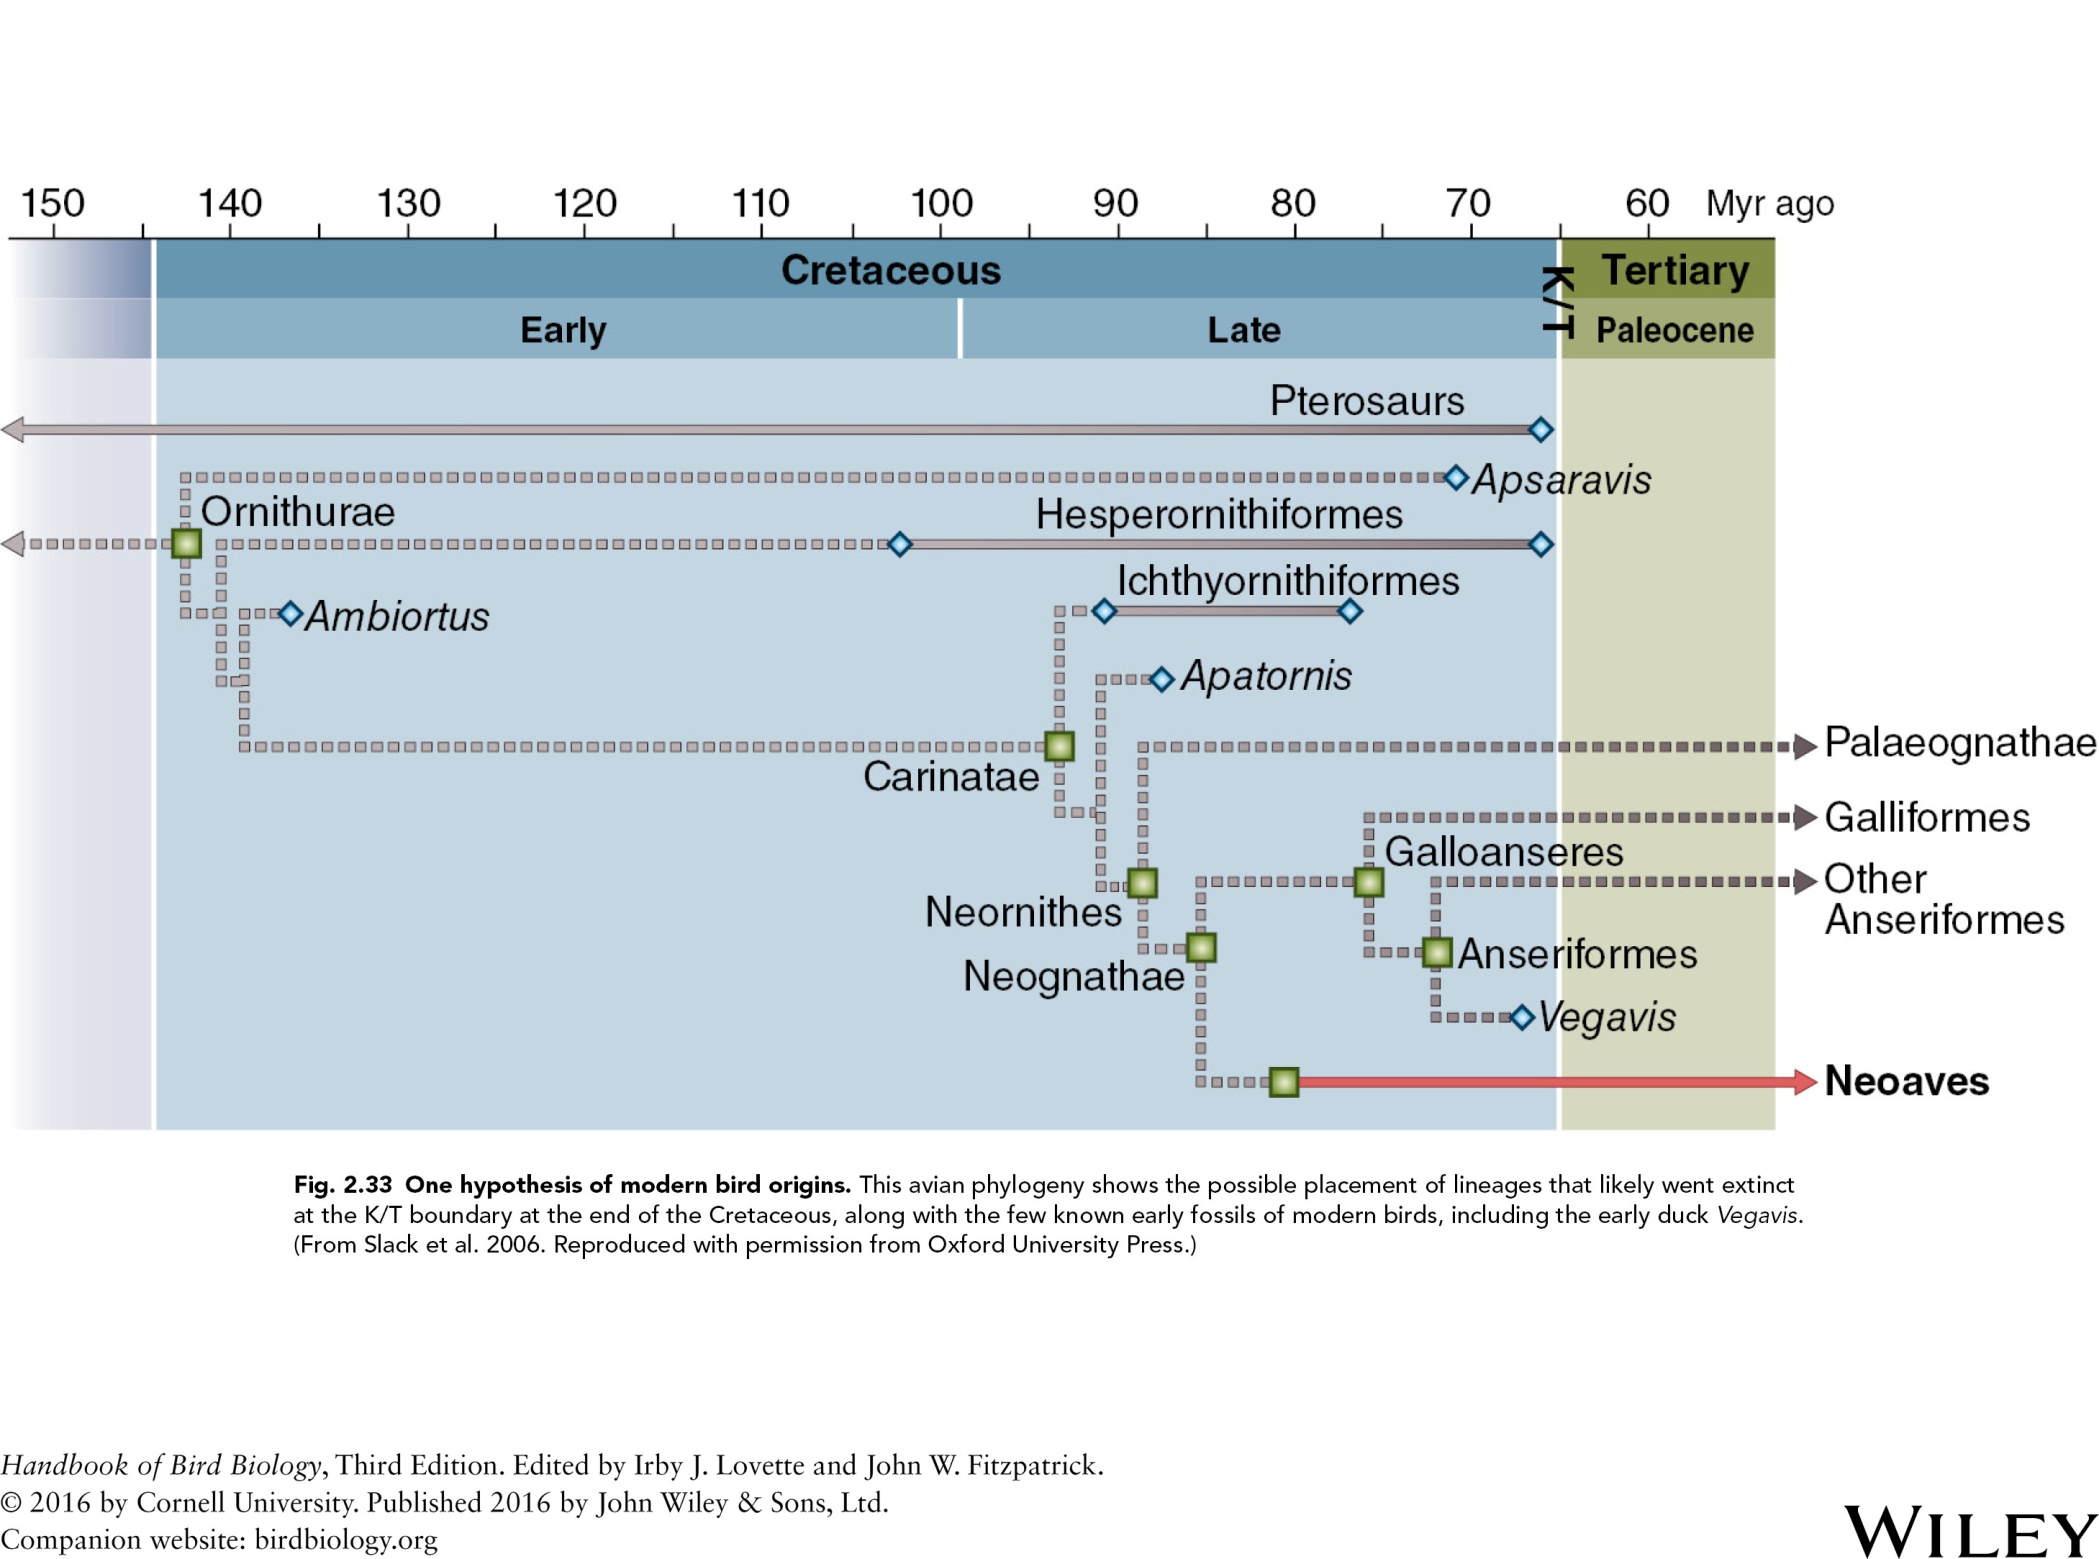 150 140 130 120 110 100 90 80 70 60 Myr ago
Cretaceous
K/T
Tertiary
Early
Late
Paleocene
Pterosaurs
Apsaravis
Ornithurae
Hesperornithiformes
Ichthyornithiformes
Ambiortus
Apatornis
Palaeognathae
Carinatae
Galliformes
Galloanseres
Other
Anseriformes
Neornithes
Anseriformes
Neognathae
Vegavis
Neoaves
Fig. 2.33 One hypothesis of modern bird origins. This avian phylogeny shows the possible placement of lineages that likely went extinct
at the K/T boundary at the end of the Cretaceous, along with the few known early fossils of modern birds, including the early duck Vegavis.
(From Slack et al. 2006. Reproduced with permission from Oxford University Press.)
Handbook of Bird Biology, Third Edition. Edited by Irby J. Lovette and John W. Fitzpatrick.
© 2016 by Cornell University. Published 2016 by John Wiley & Sons, Ltd.
Companion website: birdbiology.org
WILEY